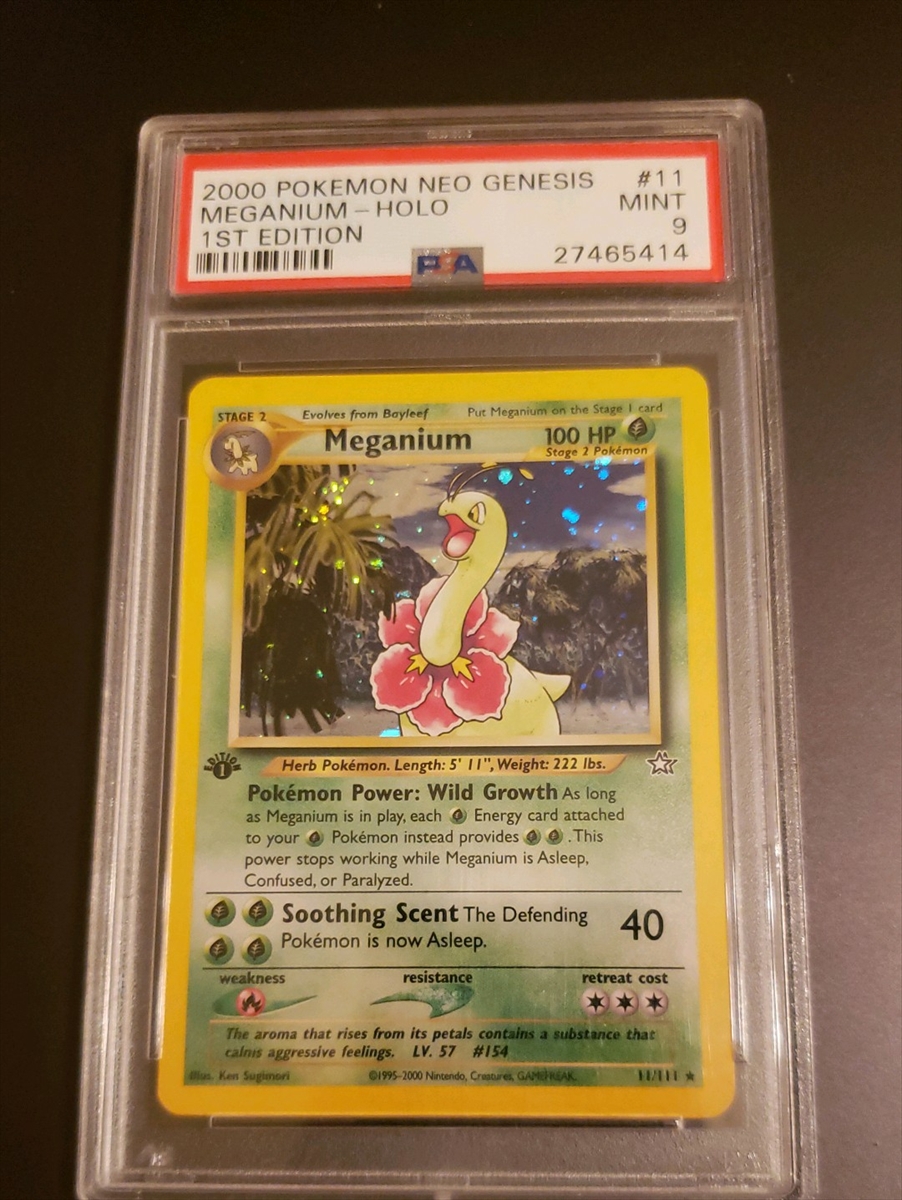 2000 POKEMON NEO GENESIS #11
MEGANIUM - HOLO MINT
1ST EDITION 9
PSA 27465414
STAGE 2 Evolves from Bayleef Put Meganium on the Stage 1 card
Meganium 100 HP
Stage 2 Pokémon
EDITION 1
Herb Pokémon. Length: 5' 11", Weight: 222 lbs.
Pokémon Power: Wild Growth As long
as Meganium is in play, each Energy card attached
to your Pokémon instead provides . This
power stops working while Meganium is Asleep,
Confused, or Paralyzed.
Soothing Scent The Defending 40
Pokémon is now Asleep.
weakness resistance retreat cost
The aroma that rises from its petals contains a substance that
calms aggressive feelings. LV. 57 #154
Illus. Ken Sugimori ©1995-2000 Nintendo, Creatures, GAMEFREAK. 11/111 ★